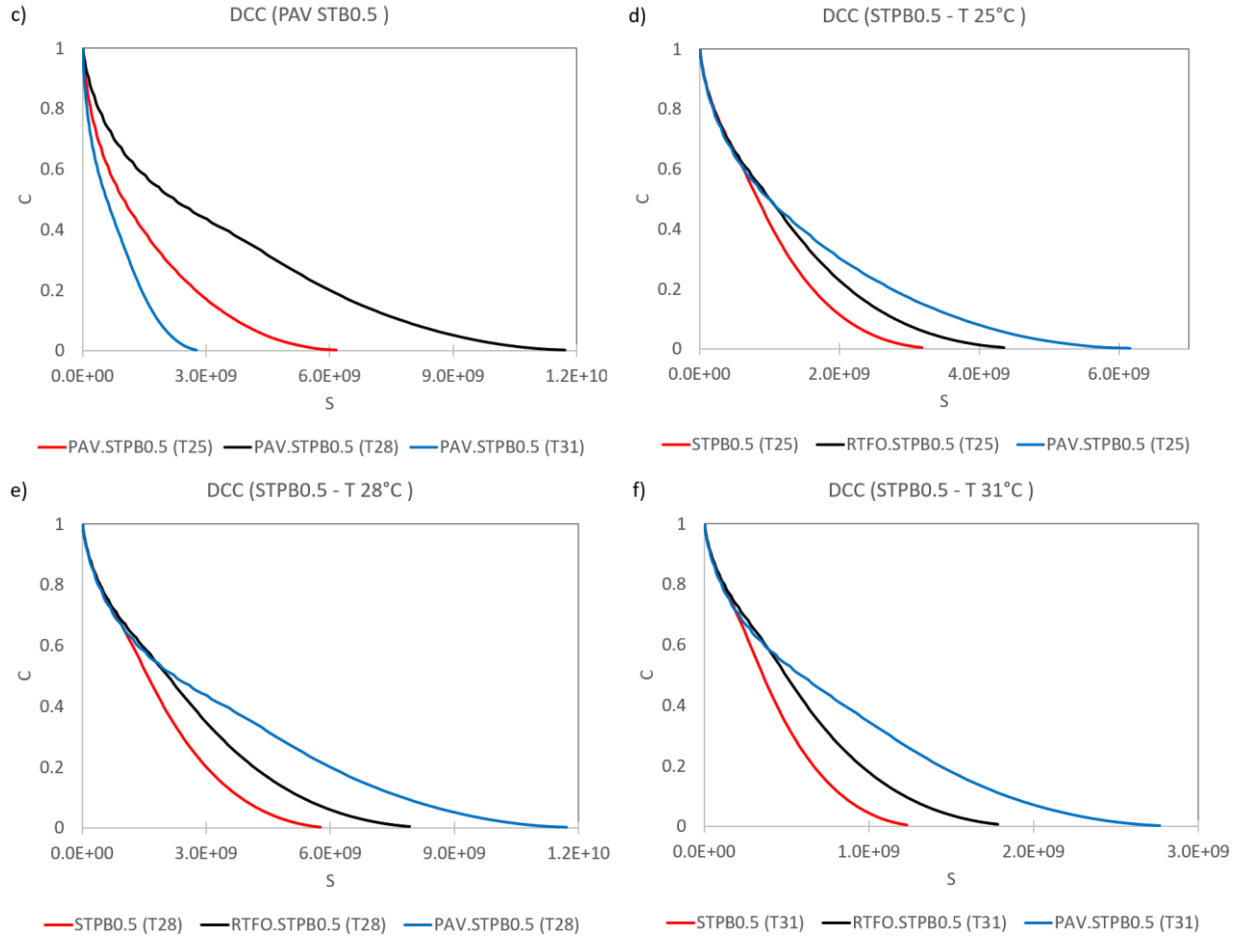 c) DCC (PAV STB0.5 )
1
0.8
0.6
0.4
0.2
0
C
0.0E+00 3.0E+09 6.0E+09 9.0E+09 1.2E+10
S
PAV.STPB0.5 (T25) PAV.STPB0.5 (T28) PAV.STPB0.5 (T31)
d) DCC (STPB0.5 - T 25°C )
1
0.8
0.6
0.4
0.2
0
C
0.0E+00 2.0E+09 4.0E+09 6.0E+09
S
STPB0.5 (T25) RTFO.STPB0.5 (T25) PAV.STPB0.5 (T25)
e) DCC (STPB0.5 - T 28°C )
1
0.8
0.6
0.4
0.2
0
C
0.0E+00 3.0E+09 6.0E+09 9.0E+09 1.2E+10
S
STPB0.5 (T28) RTFO.STPB0.5 (T28) PAV.STPB0.5 (T28)
f) DCC (STPB0.5 - T 31°C )
1
0.8
0.6
0.4
0.2
0
C
0.0E+00 1.0E+09 2.0E+09 3.0E+09
S
STPB0.5 (T31) RTFO.STPB0.5 (T31) PAV.STPB0.5 (T31)